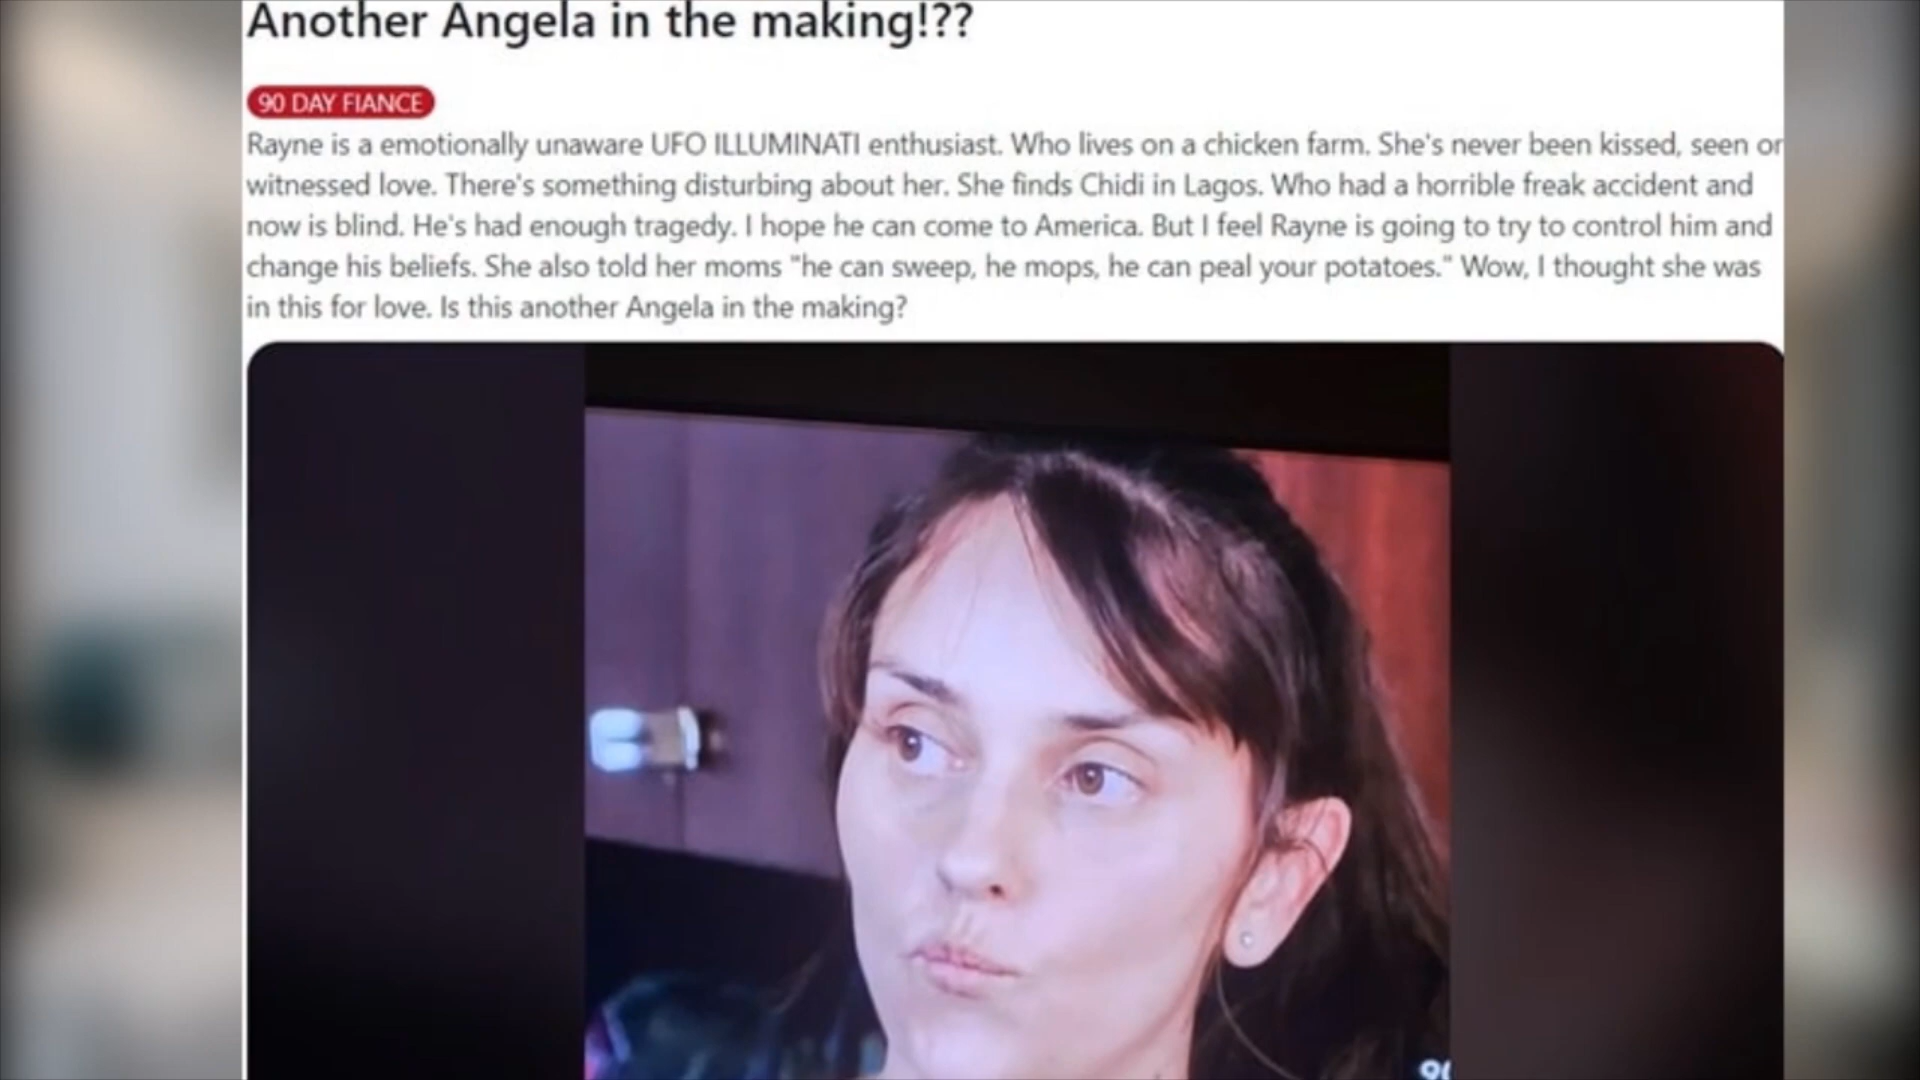 Another Angela in the making!??
90 DAY FIANCE
Rayne is a emotionally unaware UFO ILLUMINATI enthusiast. Who lives on a chicken farm. She's never been kissed, seen or
witnessed love. There's something disturbing about her. She finds Chidi in Lagos. Who had a horrible freak accident and
now is blind. He's had enough tragedy. I hope he can come to America. But I feel Rayne is going to try to control him and
change his beliefs. She also told her moms "he can sweep, he mops, he can peal your potatoes." Wow, I thought she was
in this for love. Is this another Angela in the making?
90